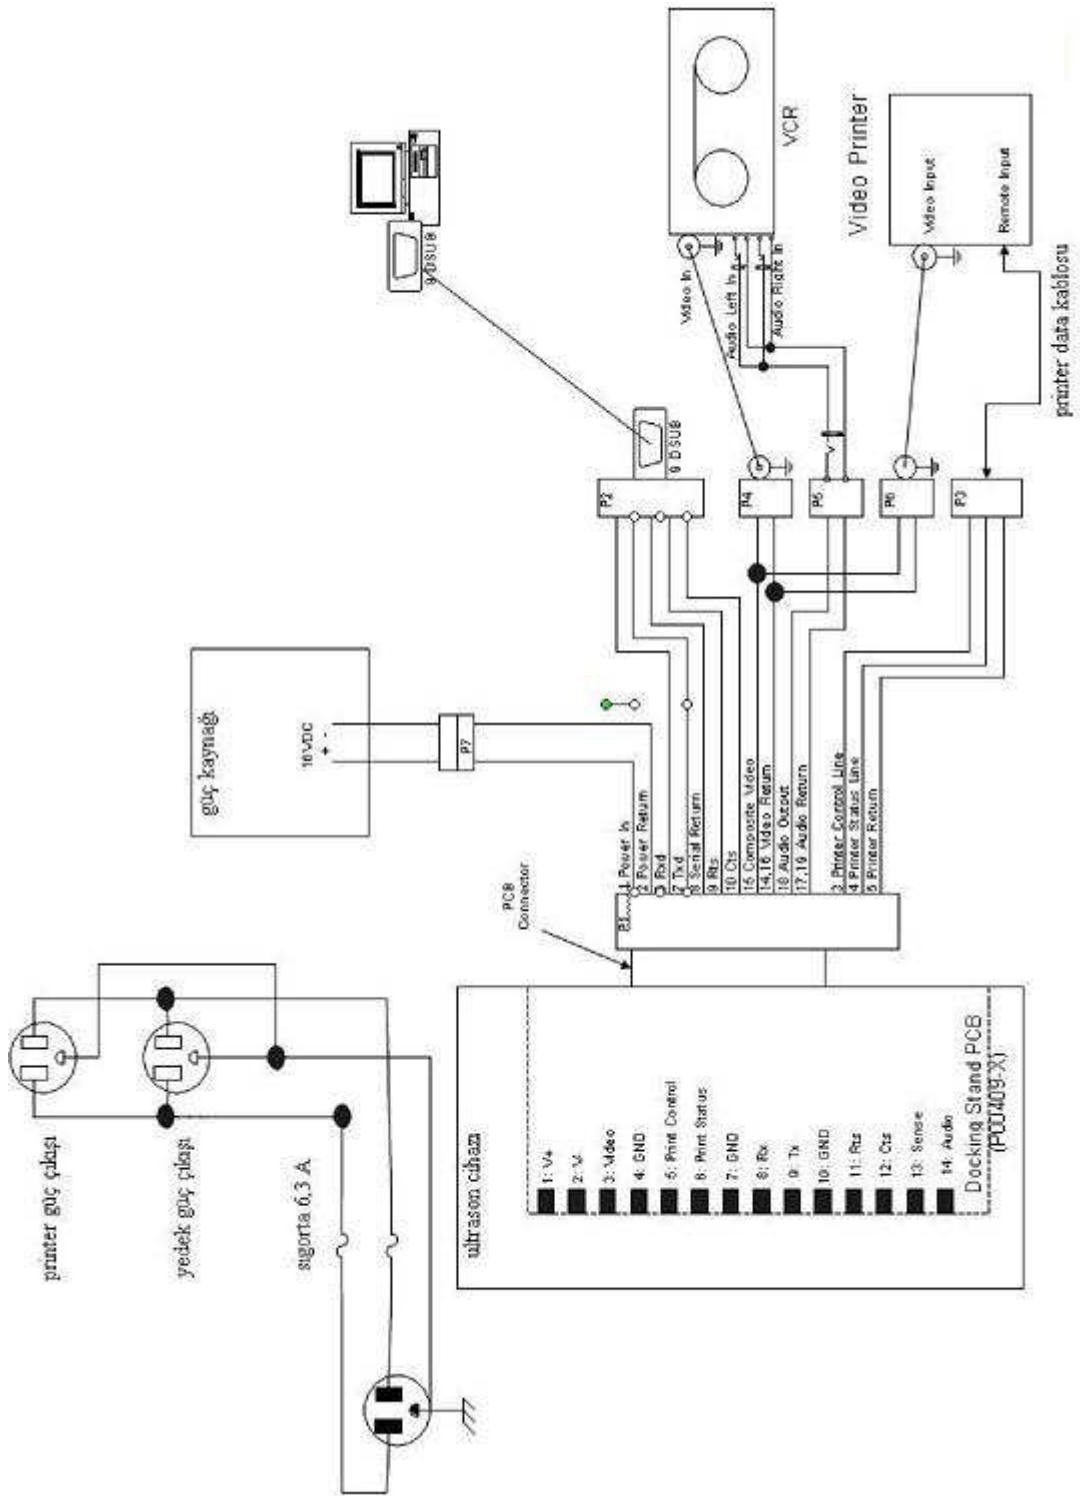 printer güç çıkışı
yedek güç çıkışı
sigorta 6,3 A
güç kaynağı
16VDC
+ -
P7
9 DSUB
VCR
Video In
Audio Left In
Audio Right In
Video Printer
Video Input
Remote Input
printer data kablosu
P2
9 DSUB
P4
P5
P6
P3
PCB
Connector
1 Power In
2 Power Return
Rxd
7 Txd
8 Serial Return
9 Rts
10 Cts
15 Composite Video
14,16 Video Return
18 Audio Output
17,19 Audio Return
3 Printer Control Line
4 Printer Status Line
5 Printer Return
ultrason cihazı
1: V+
2: V-
3: Video
4: GND
5: Print Control
6: Print Status
7: GND
8: Rx
9: Tx
10: GND
11: Rts
12: Cts
13: Sense
14: Audio
Docking Stand PCB
(P00409-X)